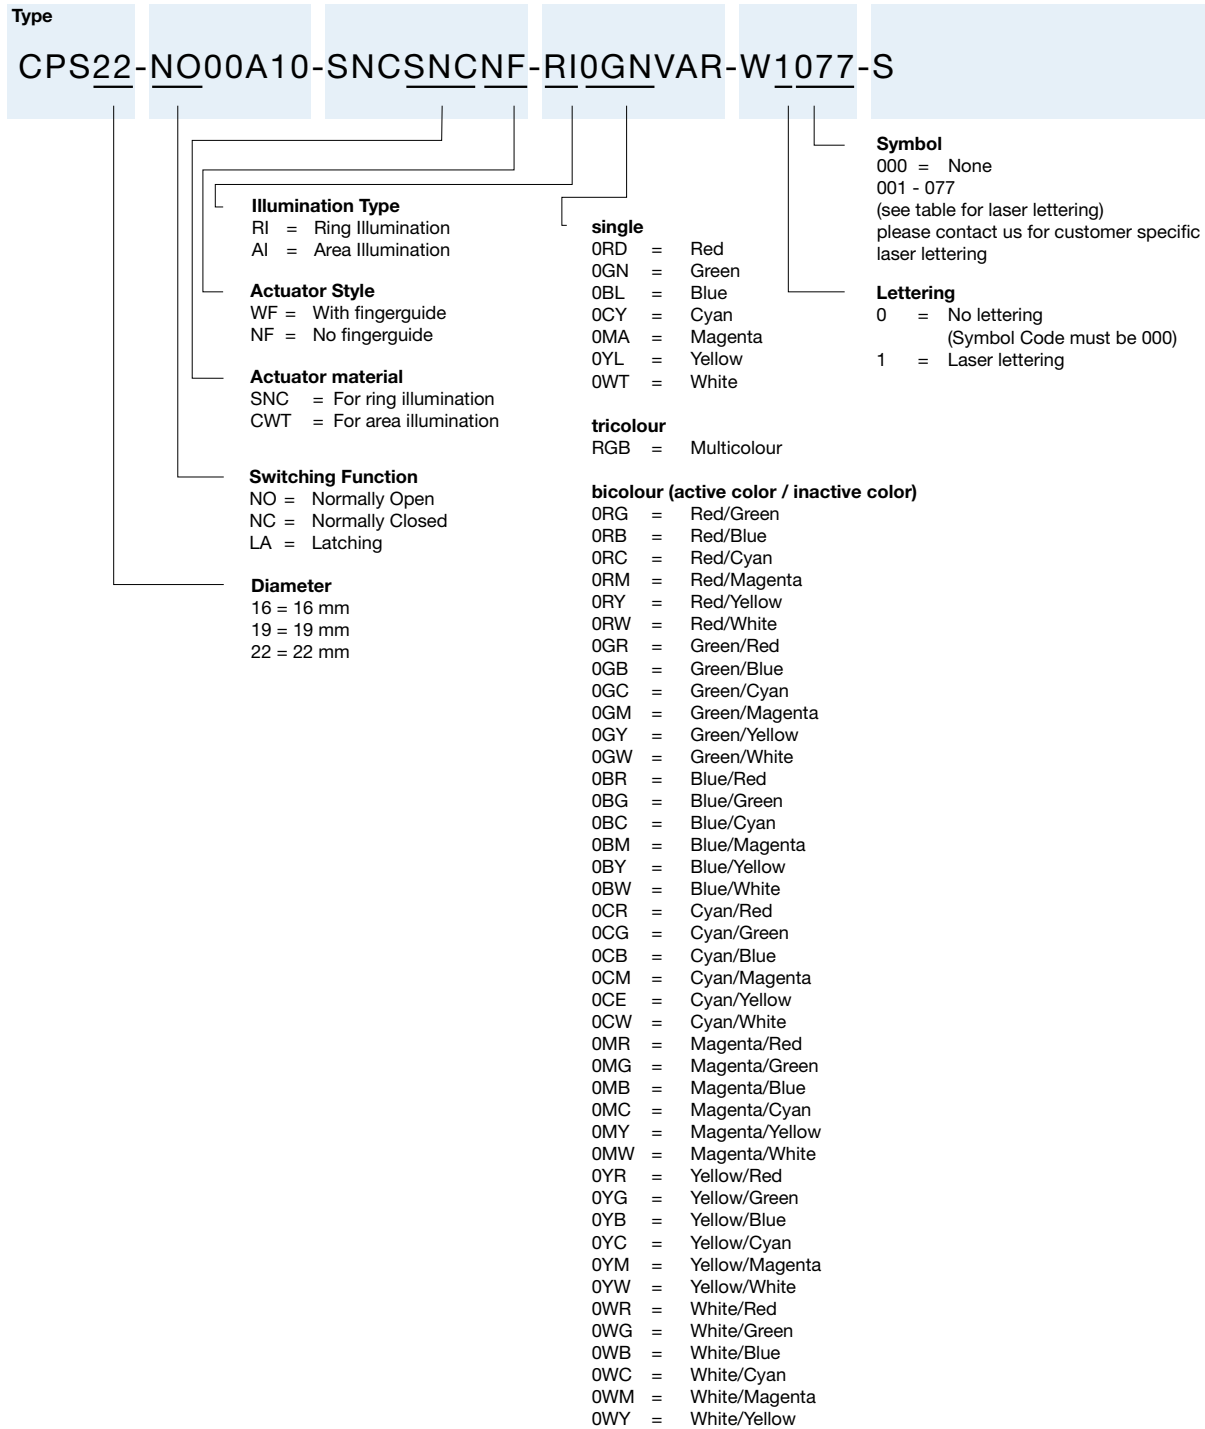 Type
CPS22-NO00A10-SNCSNCNF-RI0GNVAR-W1077-S
Illumination Type
RI = Ring Illumination
AI = Area Illumination
Actuator Style
WF = With fingerguide
NF = No fingerguide
Actuator material
SNC = For ring illumination
CWT = For area illumination
Switching Function
NO = Normally Open
NC = Normally Closed
LA = Latching
Diameter
16 = 16 mm
19 = 19 mm
22 = 22 mm
single
0RD = Red
0GN = Green
0BL = Blue
0CY = Cyan
0MA = Magenta
0YL = Yellow
0WT = White
tricolour
RGB = Multicolour
bicolour (active color / inactive color)
0RG = Red/Green
0RB = Red/Blue
0RC = Red/Cyan
0RM = Red/Magenta
0RY = Red/Yellow
0RW = Red/White
0GR = Green/Red
0GB = Green/Blue
0GC = Green/Cyan
0GM = Green/Magenta
0GY = Green/Yellow
0GW = Green/White
0BR = Blue/Red
0BG = Blue/Green
0BC = Blue/Cyan
0BM = Blue/Magenta
0BY = Blue/Yellow
0BW = Blue/White
0CR = Cyan/Red
0CG = Cyan/Green
0CB = Cyan/Blue
0CM = Cyan/Magenta
0CE = Cyan/Yellow
0CW = Cyan/White
0MR = Magenta/Red
0MG = Magenta/Green
0MB = Magenta/Blue
0MC = Magenta/Cyan
0MY = Magenta/Yellow
0MW = Magenta/White
0YR = Yellow/Red
0YG = Yellow/Green
0YB = Yellow/Blue
0YC = Yellow/Cyan
0YM = Yellow/Magenta
0YW = Yellow/White
0WR = White/Red
0WG = White/Green
0WB = White/Blue
0WC = White/Cyan
0WM = White/Magenta
0WY = White/Yellow
Symbol
000 = None
001 - 077
(see table for laser lettering)
please contact us for customer specific
laser lettering
Lettering
0 = No lettering
(Symbol Code must be 000)
1 = Laser lettering